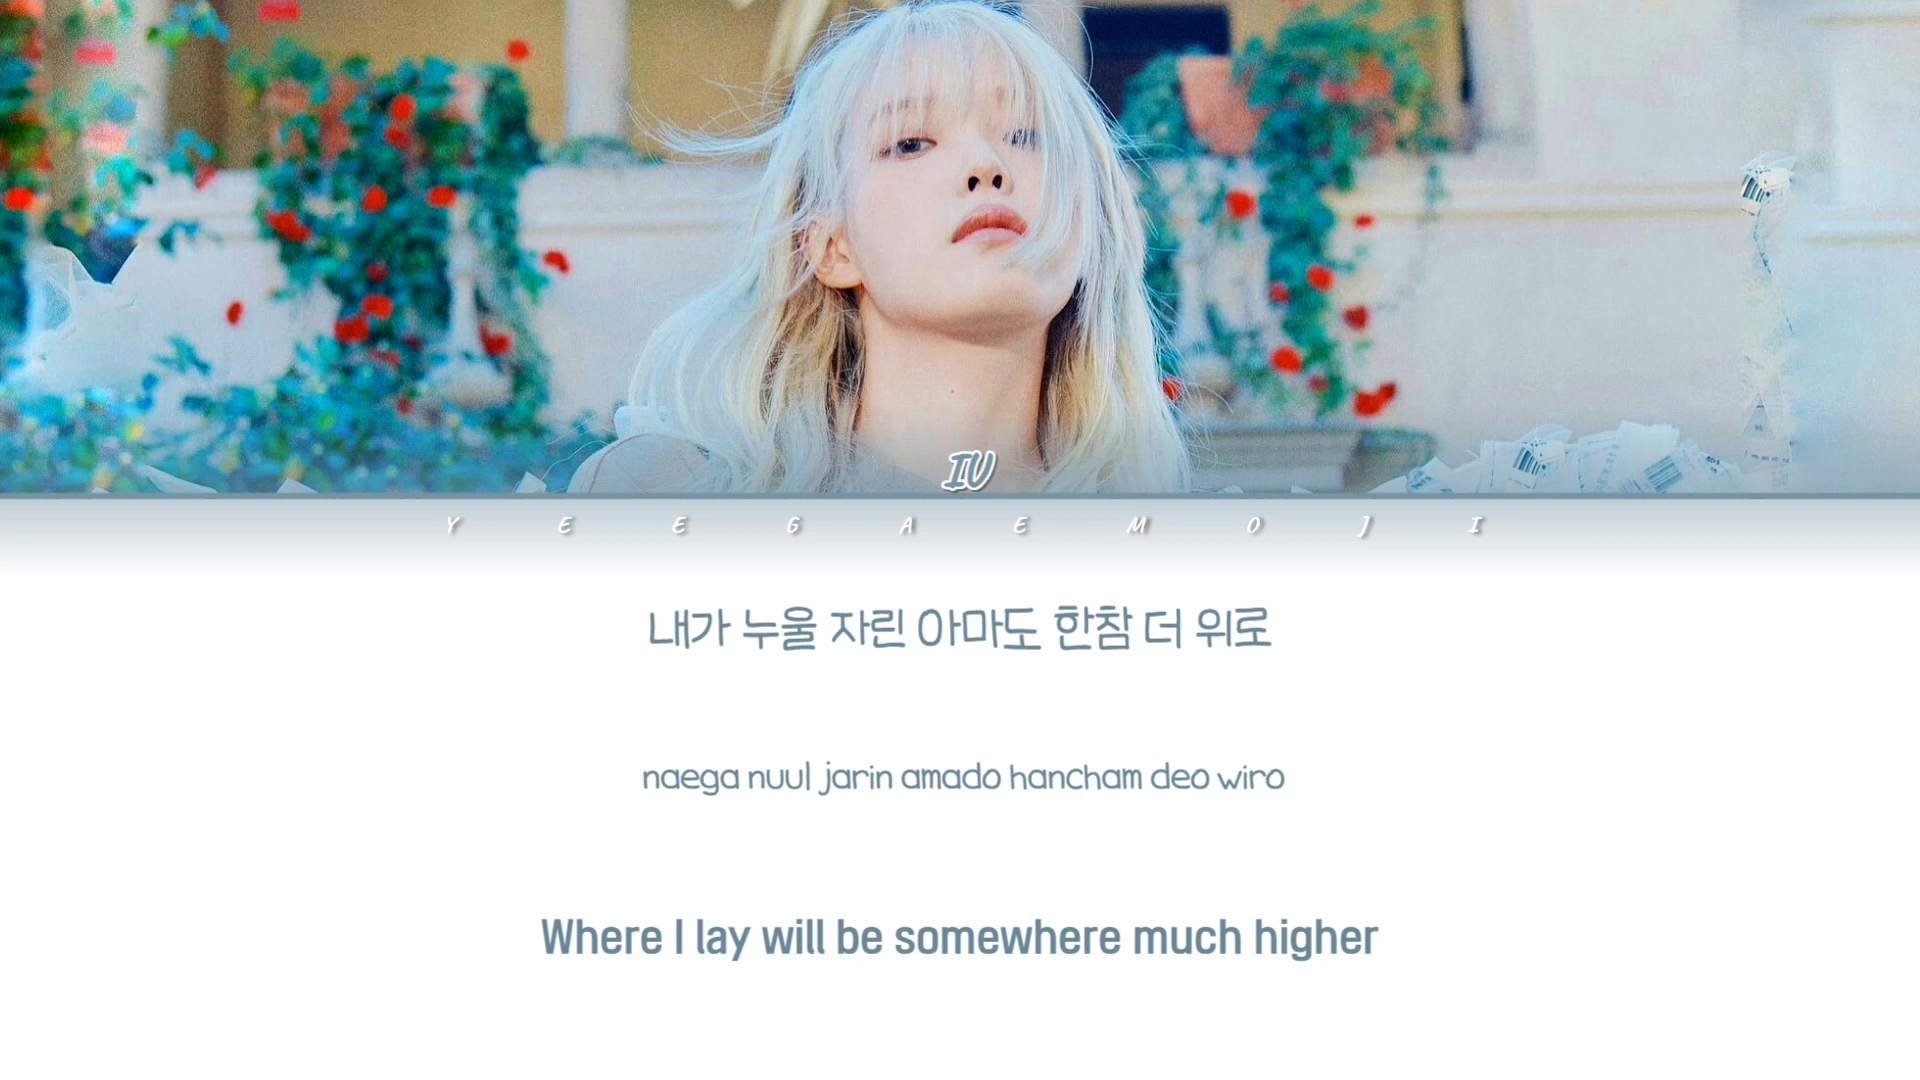 IU
YEEGAEMOJI
내가 누울 자린 아마도 한참 더 위로
naega nuul jarin amado hancham deo wiro
Where I lay will be somewhere much higher